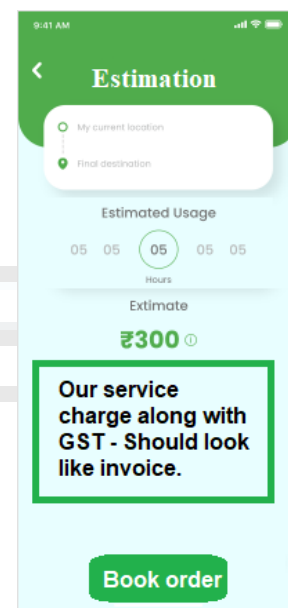 9:41 AM
Estimation
My current location
Final destination
Estimated Usage
05 05 05 05 05
Hours
Extimate
₹300
Our service
charge along with
GST - Should look
like invoice.
Book order